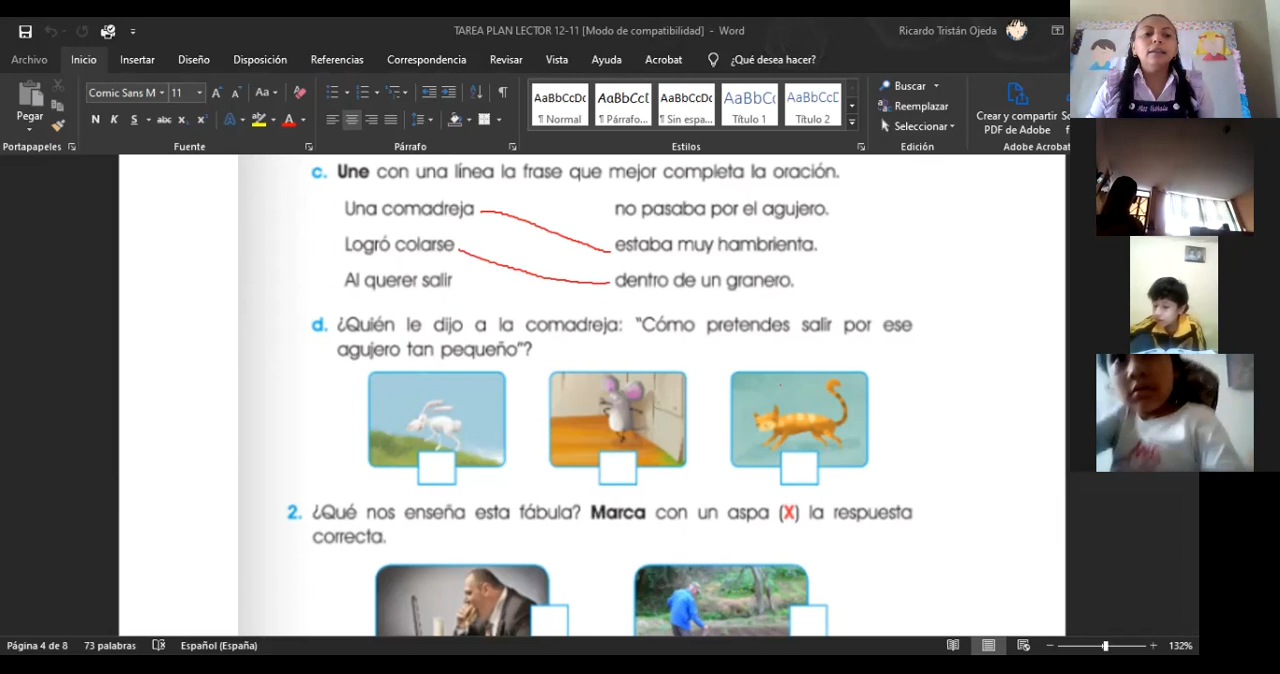 TAREA PLAN LECTOR 12-11 [Modo de compatibilidad] - Word
Ricardo Tristán Ojeda
Archivo Inicio Insertar Diseño Disposición Referencias Correspondencia Revisar Vista Ayuda Acrobat ¿Qué desea hacer?
Pegar
Comic Sans M 11
N K S abc x₂ x²
AaBbCcDc AaBbCcL AaBbCcDc AaBbCc AaBbCcD
¶ Normal ¶ Párrafo... ¶ Sin espa... Título 1 Título 2
Buscar
Reemplazar
Seleccionar
Crear y compartir
PDF de Adobe
Portapapeles Fuente Párrafo Estilos Edición Adobe Acrobat
c. Une con una línea la frase que mejor completa la oración.
Una comadreja no pasaba por el agujero.
Logró colarse estaba muy hambrienta.
Al querer salir dentro de un granero.
d. ¿Quién le dijo a la comadreja: "Cómo pretendes salir por ese
agujero tan pequeño"?
2. ¿Qué nos enseña esta fábula? Marca con un aspa (X) la respuesta
correcta.
Página 4 de 8 73 palabras Español (España) 132%